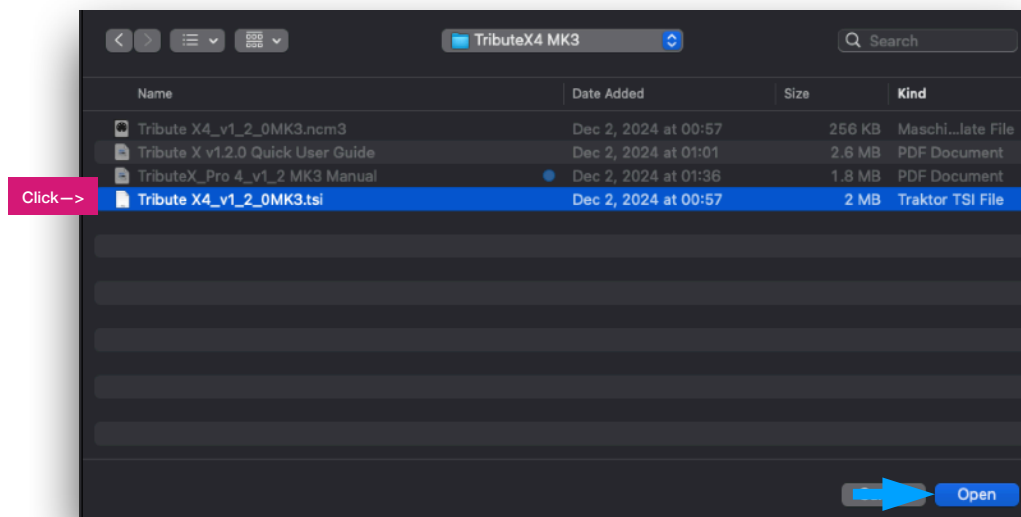 TributeX4 MK3
Search
Name Date Added Size Kind
Tribute X4_v1_2_0MK3.ncm3 Dec 2, 2024 at 00:57 256 KB Maschi...late File
Tribute X v1.2.0 Quick User Guide Dec 2, 2024 at 01:01 2.6 MB PDF Document
TributeX_Pro 4_v1_2 MK3 Manual Dec 2, 2024 at 01:36 1.8 MB PDF Document
Click—> Tribute X4_v1_2_0MK3.tsi Dec 2, 2024 at 00:57 2 MB Traktor TSI File
Open